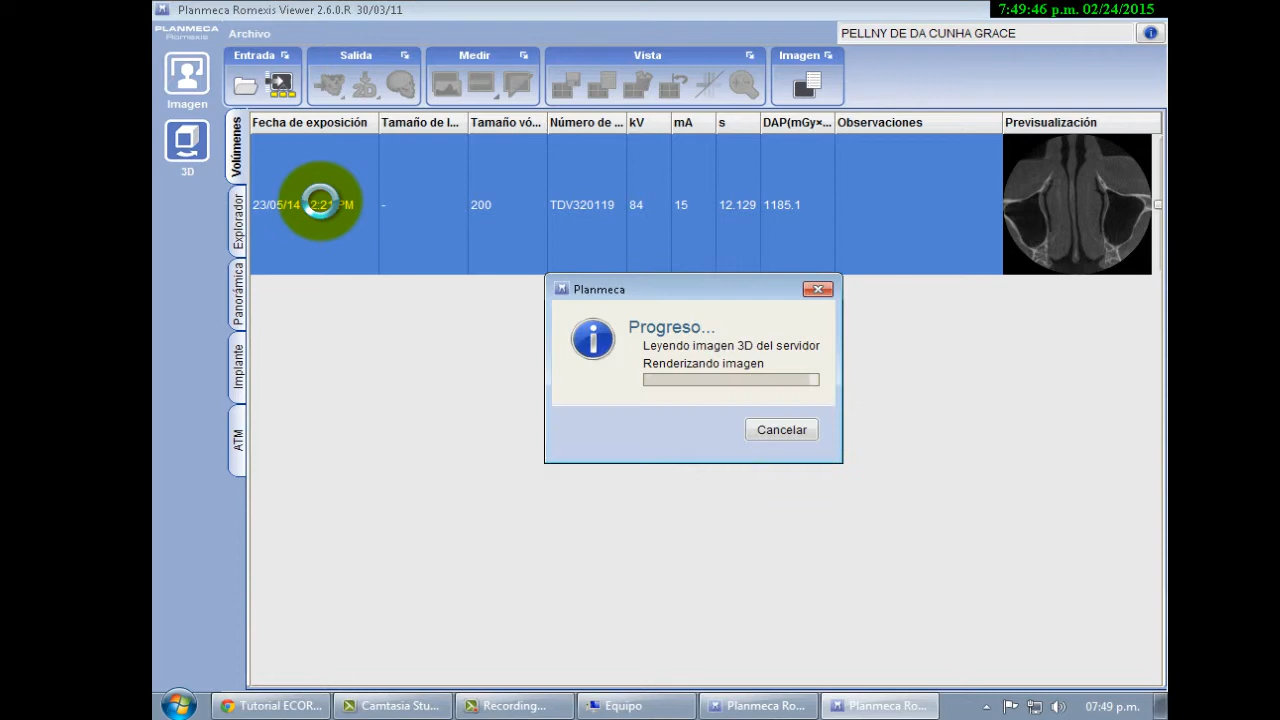 Planmeca Romexis Viewer 2.6.0.R 30/03/11
7:49:46 p.m. 02/24/2015
PLANMECA
Romexis
Archivo
PELLNY DE DA CUNHA GRACE
Entrada
Salida
Medir
Vista
Imagen
2D
Imagen
3D
Volúmenes
Explorador
Panorámica
Implante
ATM
Fecha de exposición Tamaño de l... Tamaño vó... Número de ... kV mA s DAP(mGy×... Observaciones Previsualización
23/05/14 2:21 PM - 200 TDV320119 84 15 12.129 1185.1
Planmeca
Progreso...
Leyendo imagen 3D del servidor
Renderizando imagen
Cancelar
Tutorial ECOR... Camtasia Stu... Recording... Equipo Planmeca Ro... Planmeca Ro... 07:49 p.m.